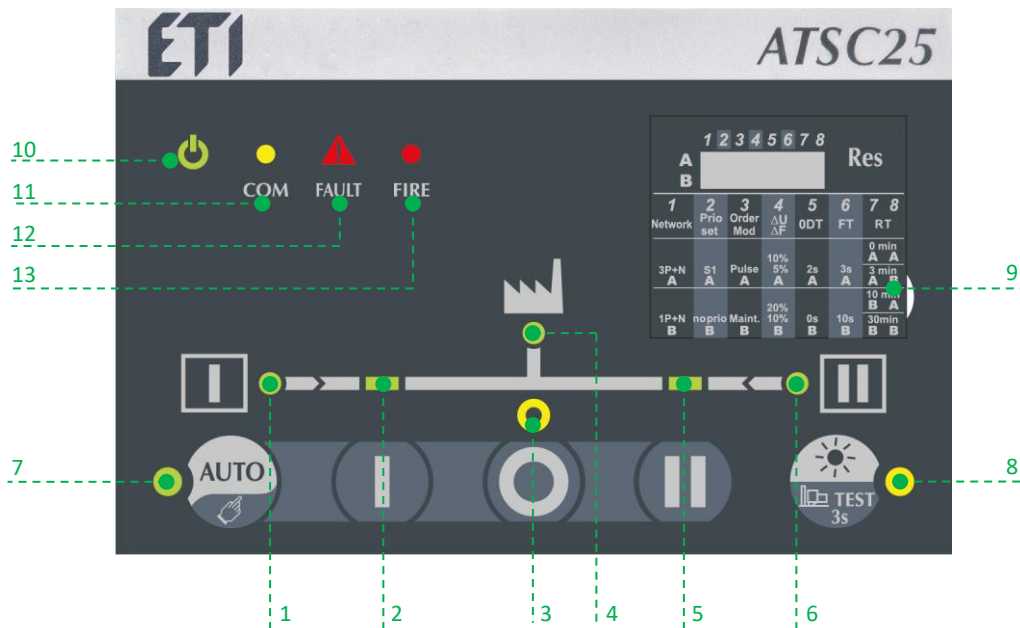 ETI ATSC25
10
11
12
13
COM FAULT FIRE
1 2 3 4 5 6 7 8
A
B
Res
1 2 3 4 5 6 7 8
Network Prio set Order Mod ΔU ΔF 0DT FT RT
3P+N A S1 A Pulse A 10% 5% A 2s A 3s A
0 min
A A
3 min
A B
1P+N B noprio B Maint. B 20% 10% B 0s B 10s B
10 min
B A
30min
B B
9
I II
7
AUTO I O II TEST
3s
8
1 2 3 4 5 6